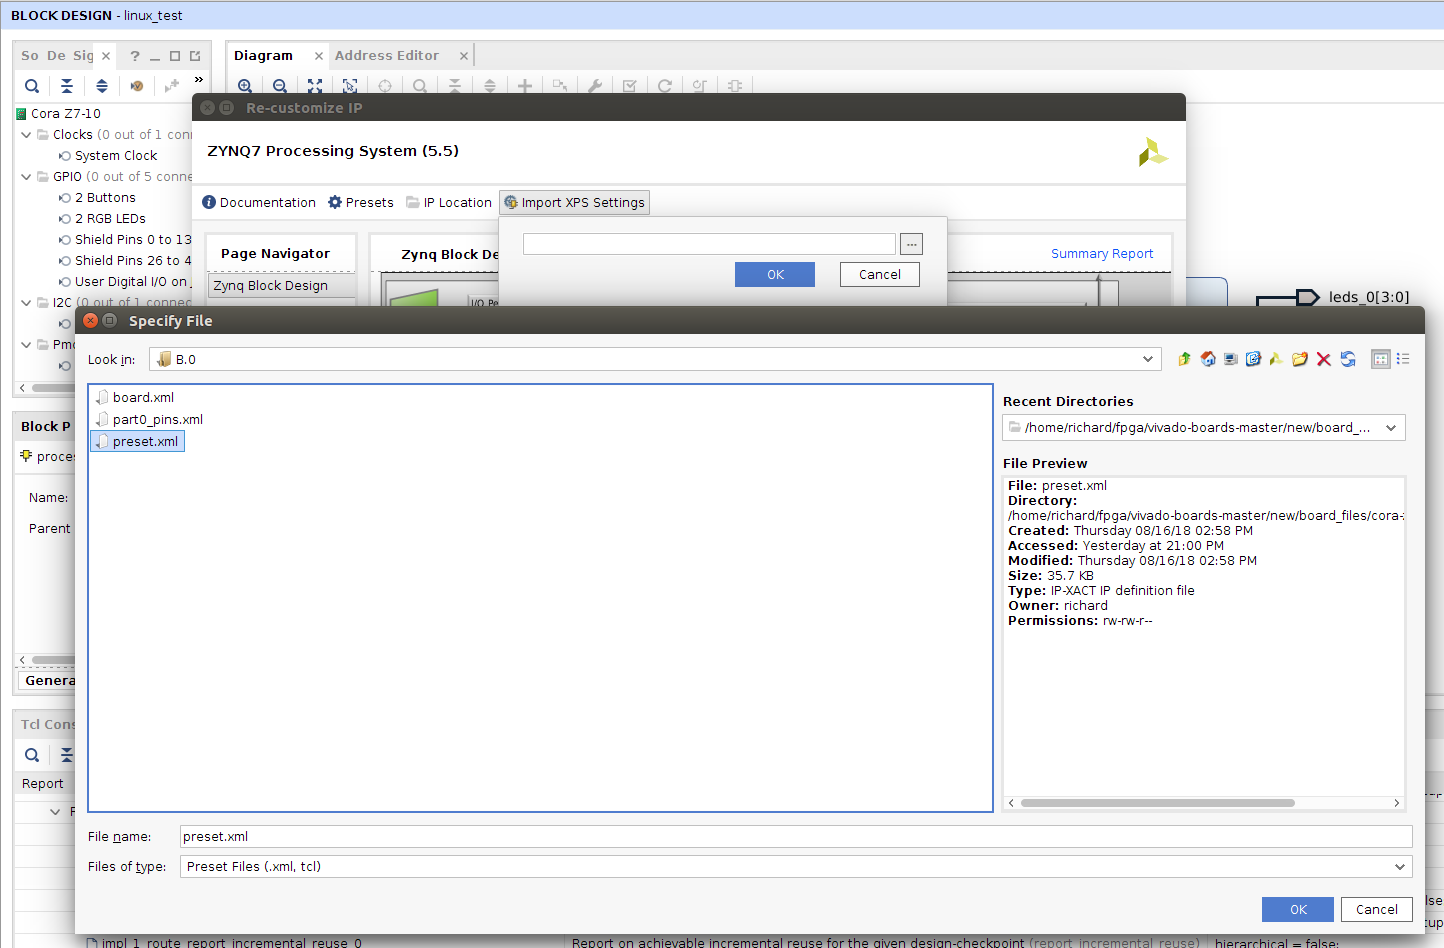 BLOCK DESIGN - linux_test
So De Sig × ? _
Diagram × Address Editor ×
»
Cora Z7-10
Clocks (0 out of 1 conn
System Clock
GPIO (0 out of 5 conne
2 Buttons
2 RGB LEDs
Shield Pins 0 to 13
Shield Pins 26 to 4
User Digital I/O on
I2C (0 out of 1 connec
Pmo
Re-customize IP
ZYNQ7 Processing System (5.5)
Documentation Presets IP Location Import XPS Settings
...
OK Cancel
Page Navigator
Zynq Block Design
Zynq Block De
Summary Report
I/O Pe
leds_0[3:0]
Block P
proces
Name:
Parent
Genera
Tcl Cons
Report
Specify File
Look in: B.0
board.xml
part0_pins.xml
preset.xml
Recent Directories
/home/richard/fpga/vivado-boards-master/new/board_...
File Preview
File: preset.xml
Directory:
/home/richard/fpga/vivado-boards-master/new/board_files/cora-
Created: Thursday 08/16/18 02:58 PM
Accessed: Yesterday at 21:00 PM
Modified: Thursday 08/16/18 02:58 PM
Size: 35.7 KB
Type: IP-XACT IP definition file
Owner: richard
Permissions: rw-rw-r--
File name: preset.xml
Files of type: Preset Files (.xml, tcl)
OK Cancel
lse
tup
impl_1_route_report_incremental_reuse_0 Report on achievable incremental reuse for the given design-checkpoint (report_incremental_reuse) hierarchical = false;